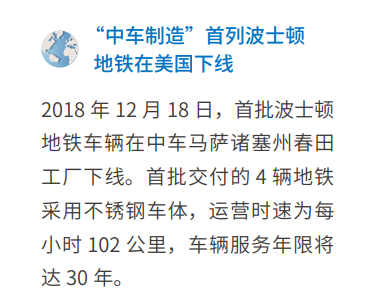 “中车制造”首列波士顿
地铁在美国下线
2018 年 12 月 18 日，首批波士顿
地铁车辆在中车马萨诸塞州春田
工厂下线。首批交付的 4 辆地铁
采用不锈钢车体，运营时速为每
小时 102 公里，车辆服务年限将
达 30 年。